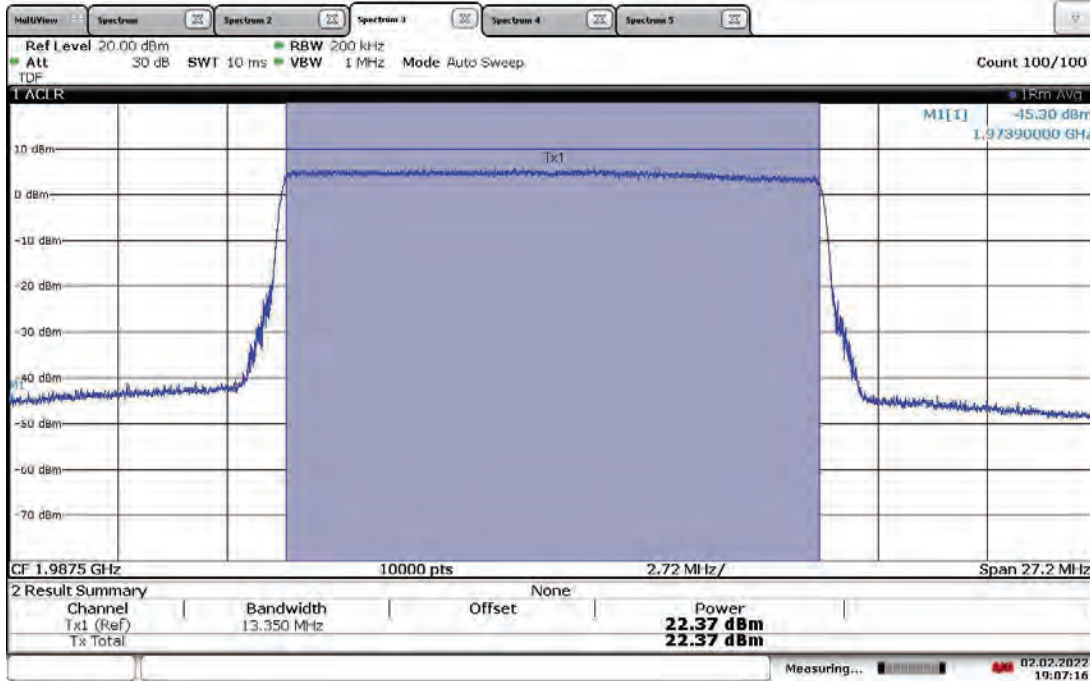 MultiView Spectrum Spectrum 2 Spectrum 3 Spectrum 4 Spectrum 5
Ref Level 20.00 dBm RBW 200 kHz
Att 30 dB SWT 10 ms VBW 1 MHz Mode Auto Sweep Count 100/100
TDF
1 ACLR 1Rm Avg
M1[1] -45.30 dBm
1.97390000 GHz
10 dBm
Tx1
0 dBm
-10 dBm
-20 dBm
-30 dBm
-40 dBm
M1
-50 dBm
-60 dBm
-70 dBm
CF 1.9875 GHz 10000 pts 2.72 MHz/ Span 27.2 MHz
2 Result Summary None
Channel Bandwidth Offset Power
Tx1 (Ref) 13.350 MHz 22.37 dBm
Tx Total 22.37 dBm
Measuring... 02.02.2022
19:07:16